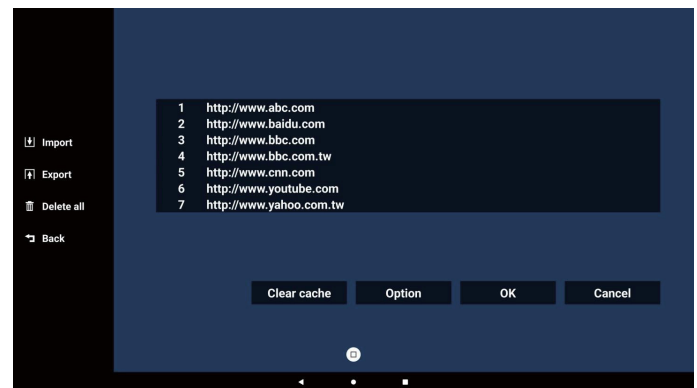 Import
Export
Delete all
Back
1 http://www.abc.com
2 http://www.baidu.com
3 http://www.bbc.com
4 http://www.bbc.com.tw
5 http://www.cnn.com
6 http://www.youtube.com
7 http://www.yahoo.com.tw
Clear cache Option OK Cancel